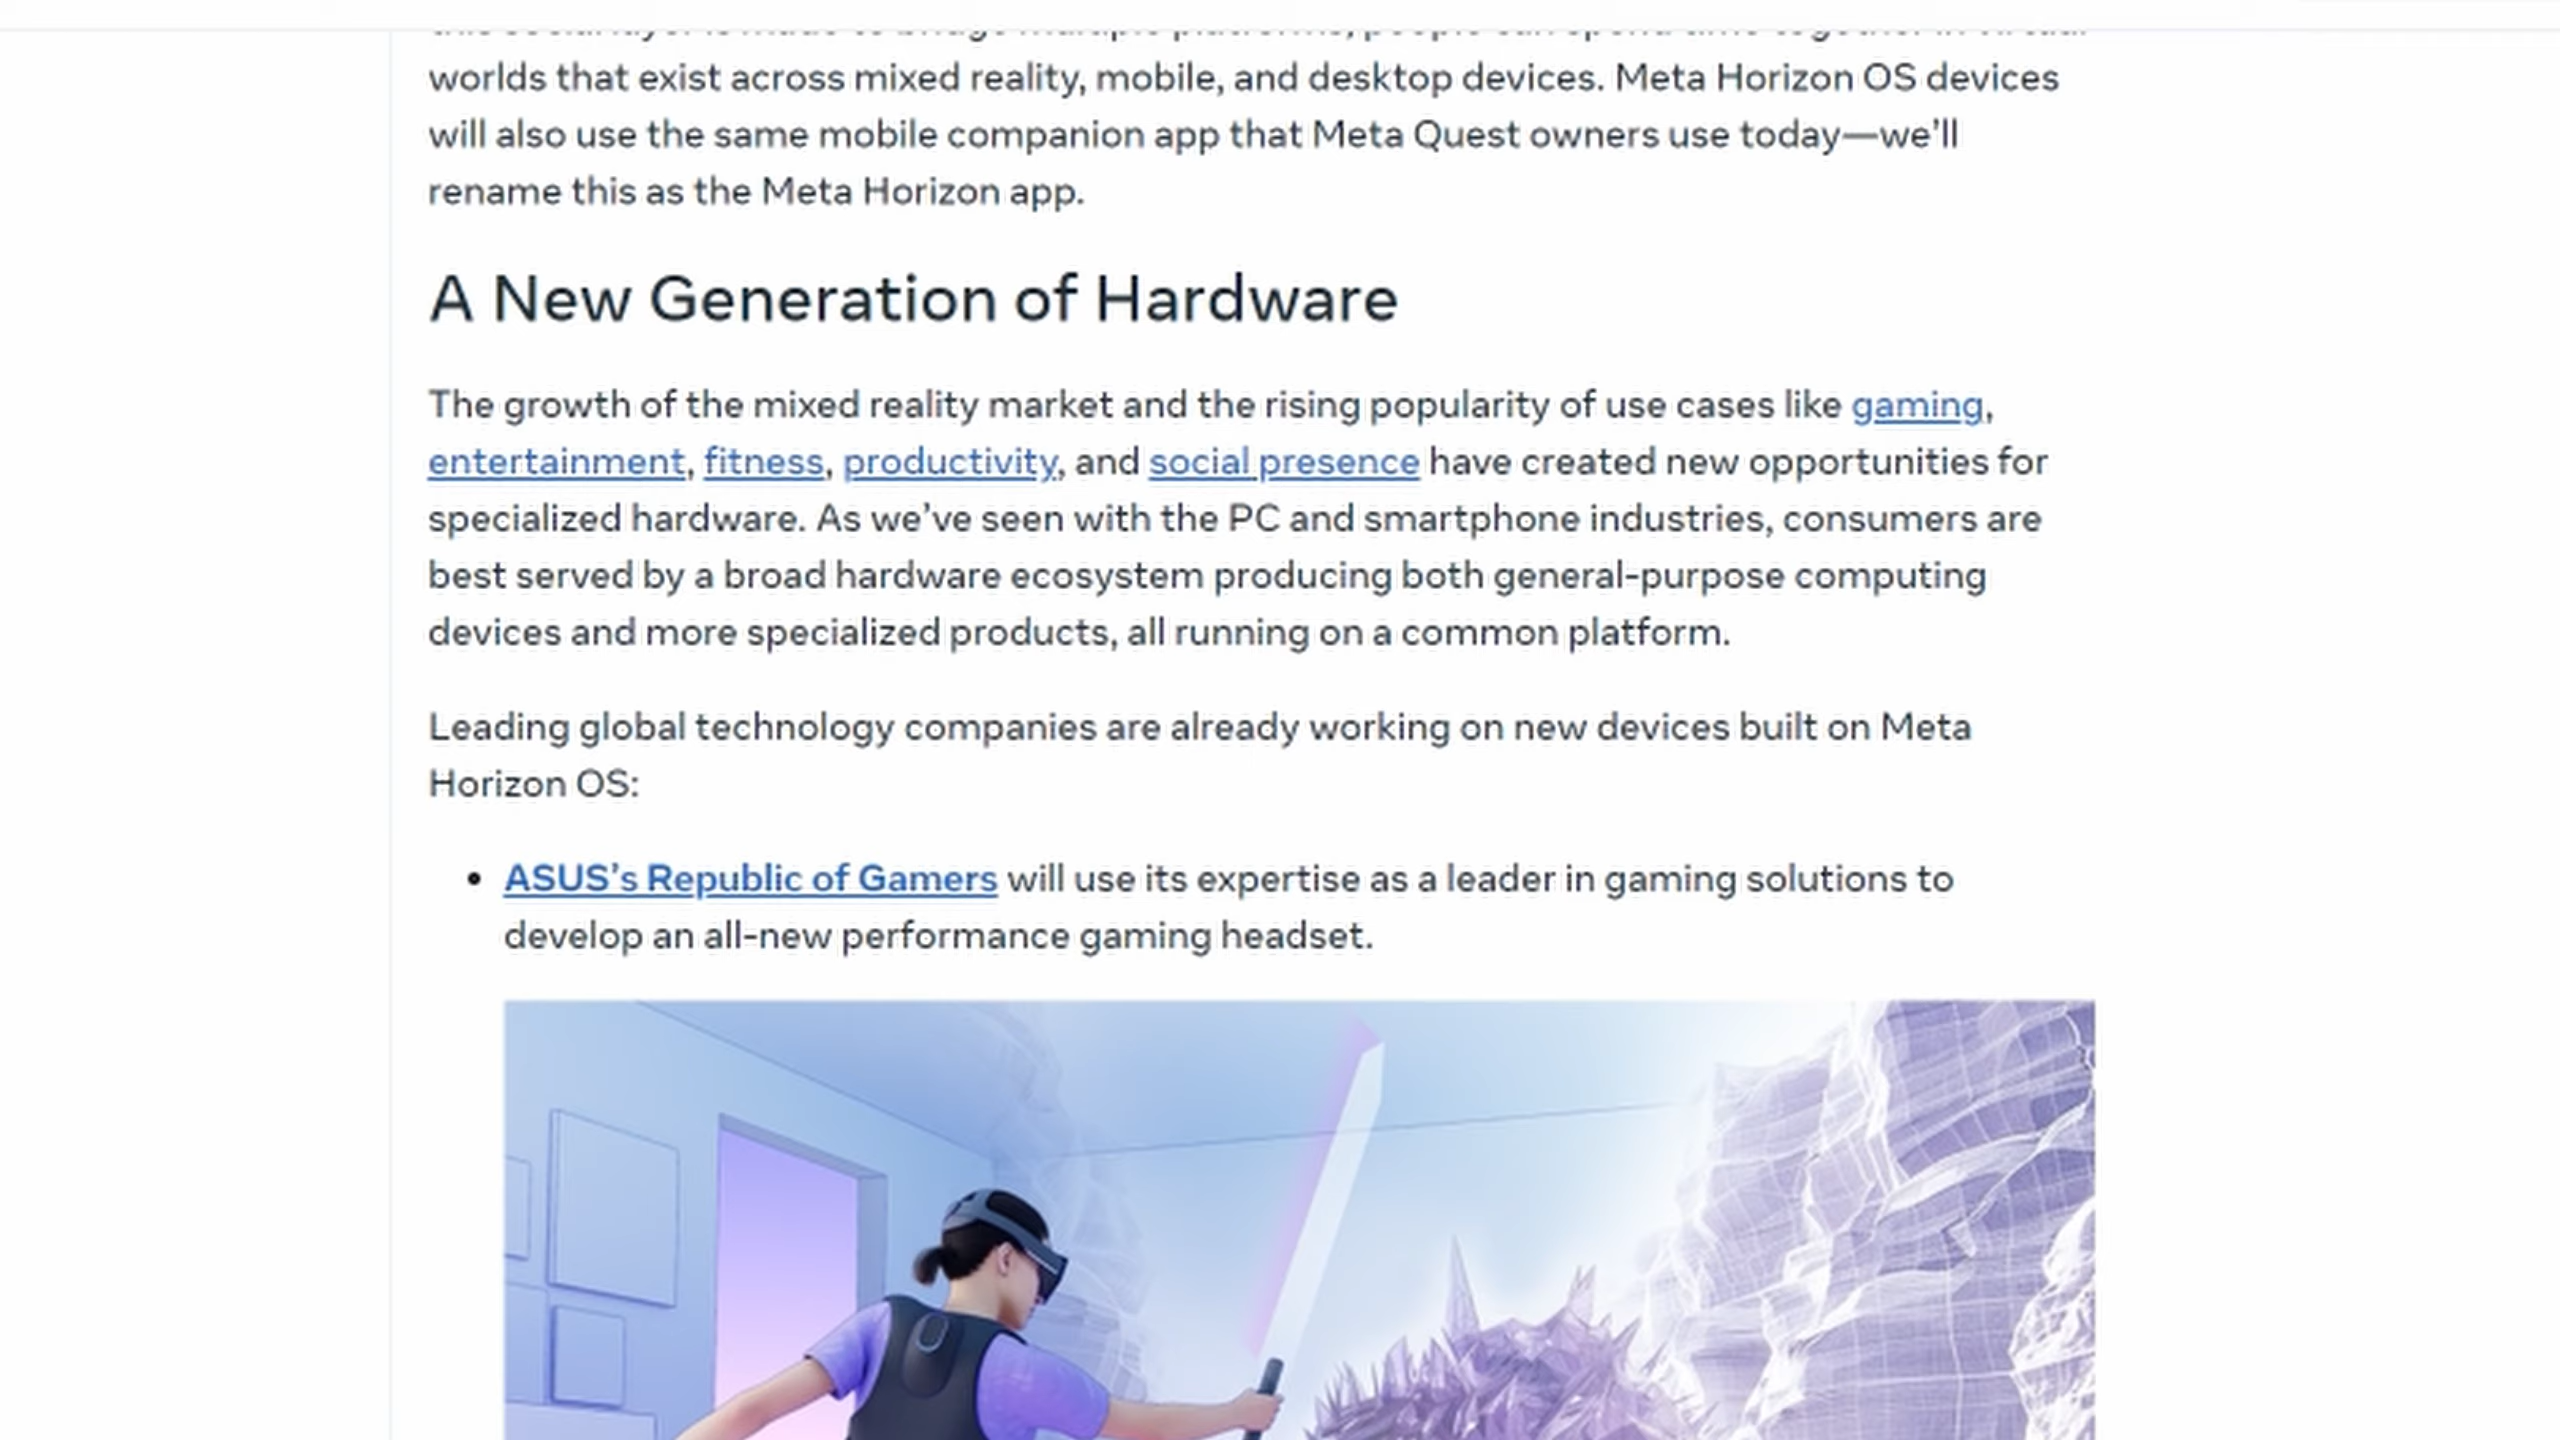 worlds that exist across mixed reality, mobile, and desktop devices. Meta Horizon OS devices
will also use the same mobile companion app that Meta Quest owners use today—we’ll
rename this as the Meta Horizon app.
A New Generation of Hardware
The growth of the mixed reality market and the rising popularity of use cases like gaming,
entertainment, fitness, productivity, and social presence have created new opportunities for
specialized hardware. As we’ve seen with the PC and smartphone industries, consumers are
best served by a broad hardware ecosystem producing both general-purpose computing
devices and more specialized products, all running on a common platform.
Leading global technology companies are already working on new devices built on Meta
Horizon OS:
• ASUS’s Republic of Gamers will use its expertise as a leader in gaming solutions to
develop an all-new performance gaming headset.